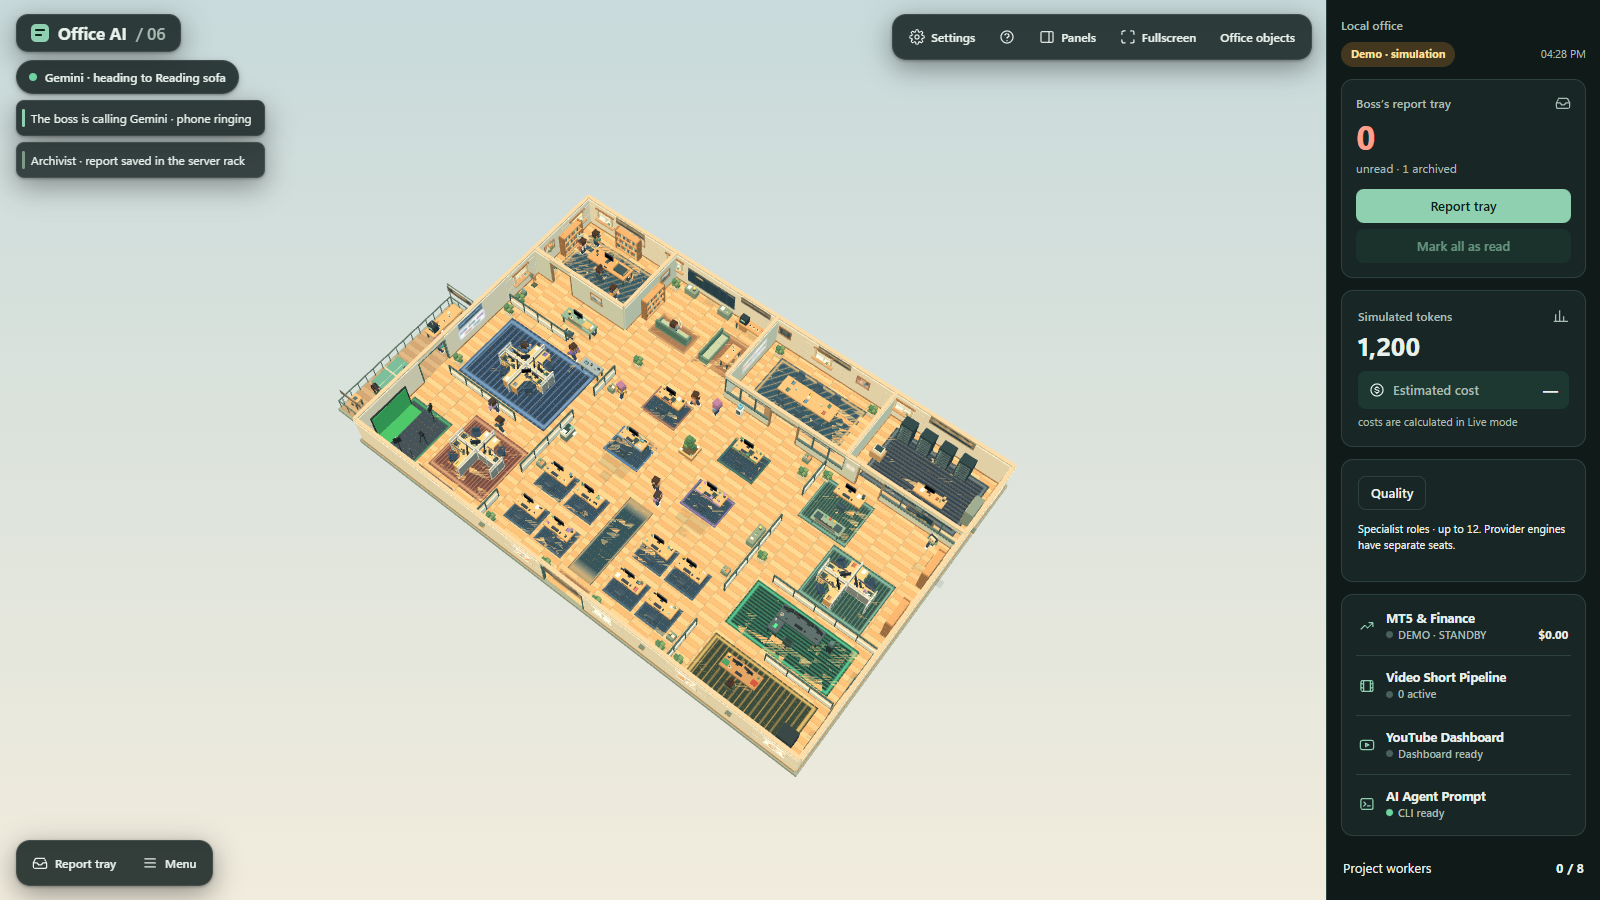 Office AI / 06
Gemini · heading to Reading sofa
The boss is calling Gemini · phone ringing
Archivist · report saved in the server rack
Settings
Panels
Fullscreen
Office objects
Local office
Demo · simulation
04:28 PM
Boss's report tray
0
unread · 1 archived
Report tray
Mark all as read
Simulated tokens
1,200
Estimated cost —
costs are calculated in Live mode
Quality
Specialist roles · up to 12. Provider engines
have separate seats.
MT5 & Finance
DEMO · STANDBY
$0.00
Video Short Pipeline
0 active
YouTube Dashboard
Dashboard ready
AI Agent Prompt
CLI ready
Project workers
0 / 8
Report tray
Menu